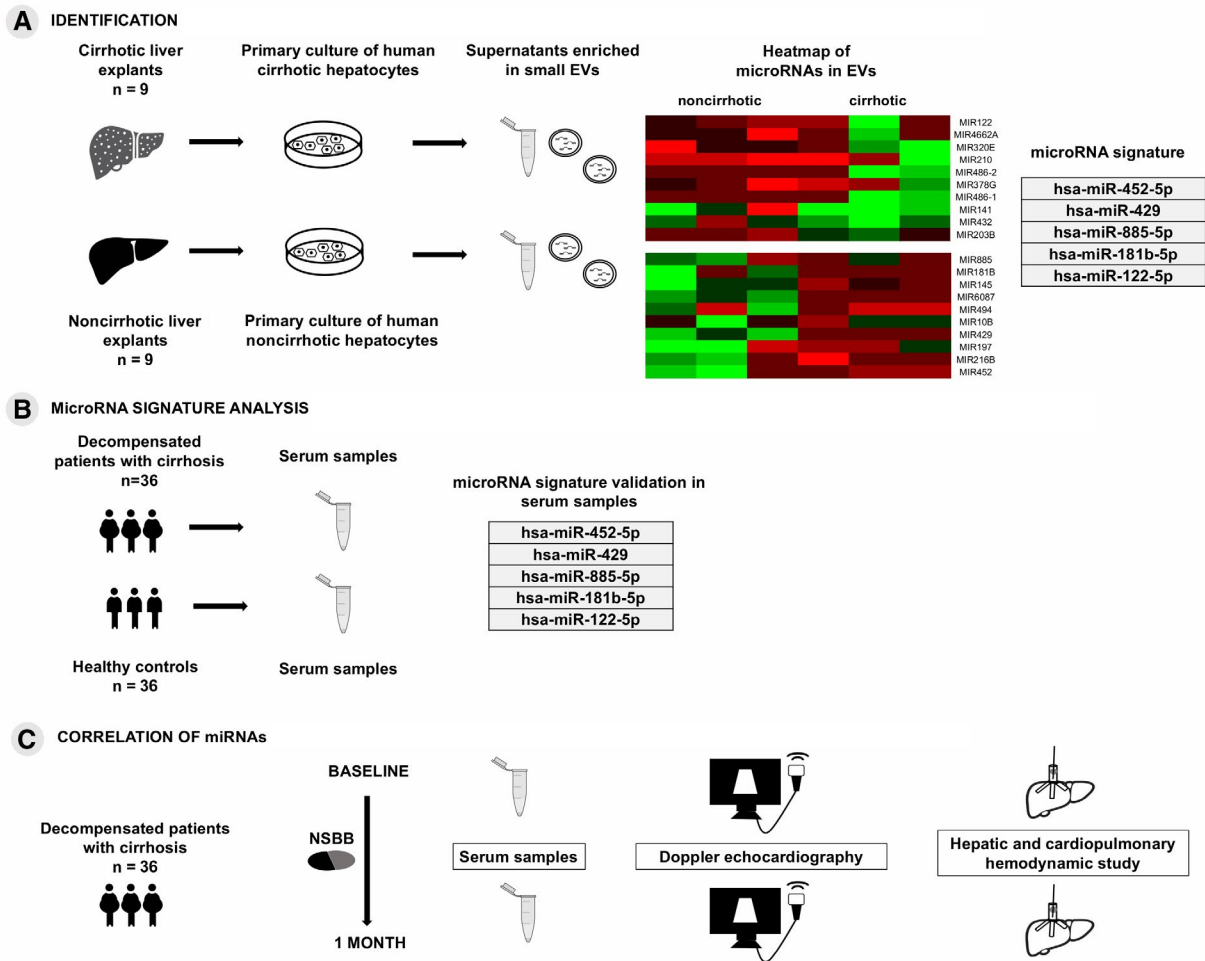 A IDENTIFICATION
Cirrhotic liver
explants
n = 9
Primary culture of human
cirrhotic hepatocytes
Supernatants enriched
in small EVs
Heatmap of
microRNAs in EVs
noncirrhotic
cirrhotic
MIR122
MIR4662A
MIR320E
MIR210
MIR486-2
MIR378G
MIR486-1
MIR141
MIR432
MIR203B
MIR885
MIR181B
MIR145
MIR6087
MIR494
MIR10B
MIR429
MIR197
MIR216B
MIR452
microRNA signature
hsa-miR-452-5p
hsa-miR-429
hsa-miR-885-5p
hsa-miR-181b-5p
hsa-miR-122-5p
Noncirrhotic liver
explants
n = 9
Primary culture of human
noncirrhotic hepatocytes
B MicroRNA SIGNATURE ANALYSIS
Decompensated
patients with cirrhosis
n=36
Serum samples
microRNA signature validation in
serum samples
hsa-miR-452-5p
hsa-miR-429
hsa-miR-885-5p
hsa-miR-181b-5p
hsa-miR-122-5p
Healthy controls
n = 36
Serum samples
C CORRELATION OF miRNAs
Decompensated patients
with cirrhosis
n = 36
BASELINE
NSBB
1 MONTH
Serum samples
Doppler echocardiography
Hepatic and cardiopulmonary
hemodynamic study